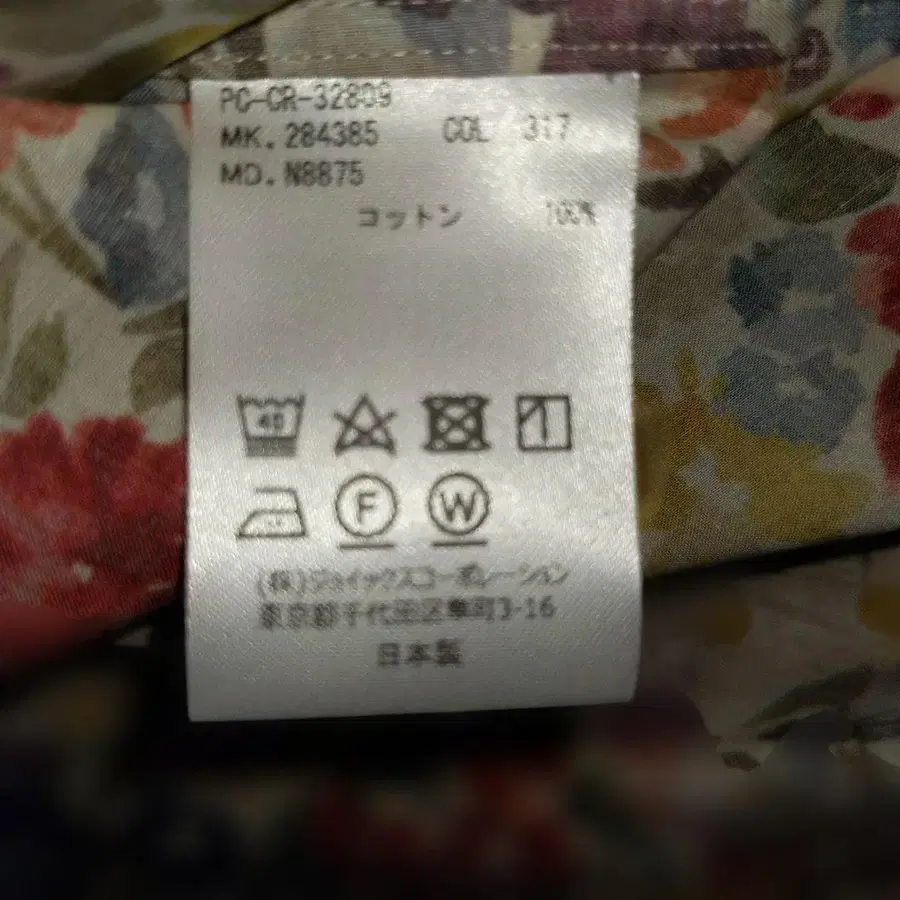 PC-CR-32809
MK. 284385 COL 317
MD. N8875
コットン 100%
40
F W
(株)ジョイックスコーポレーション
東京都千代田区隼町3-16
日本製